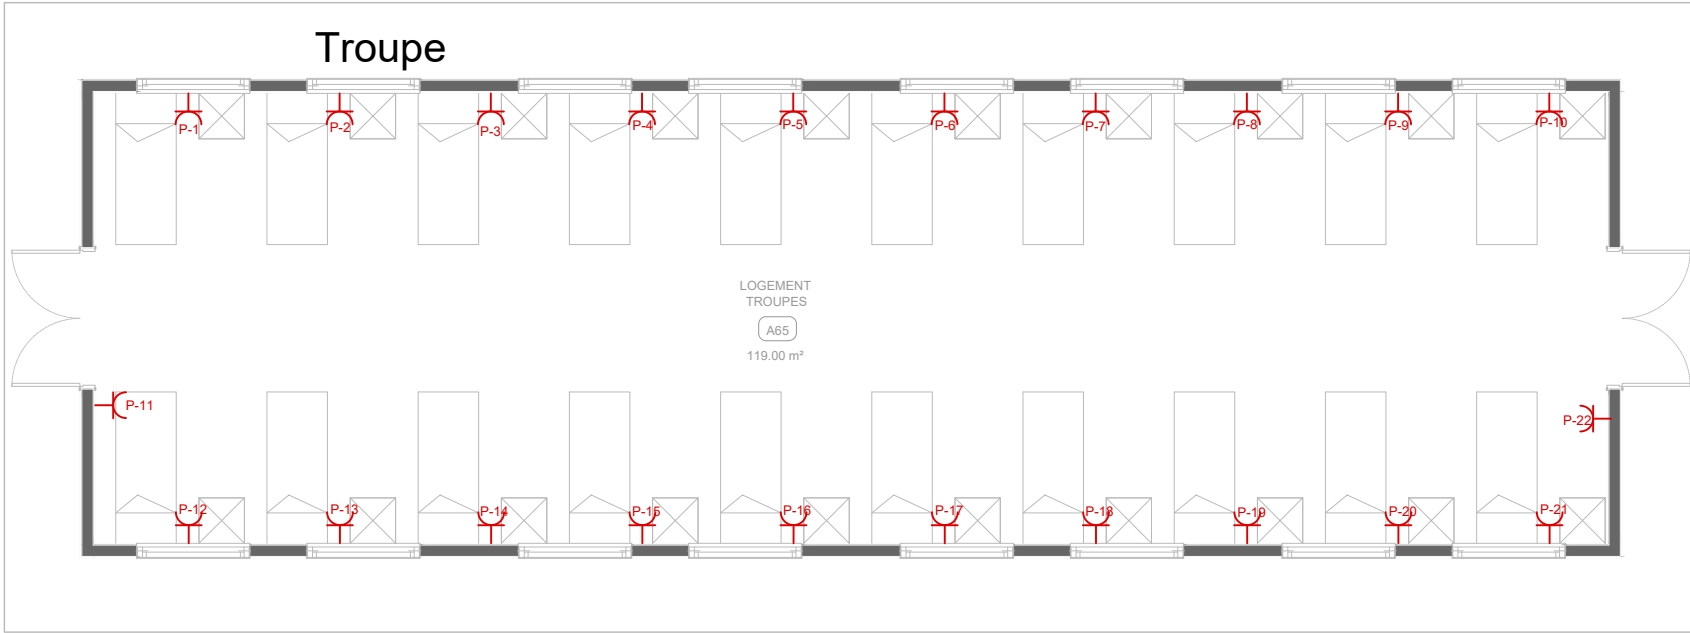 Troupe
P-1 P-2 P-3 P-4 P-5 P-6 P-7 P-8 P-9 P-10
LOGEMENT
TROUPES
A65
119.00 m²
P-11 P-22
P-12 P-13 P-14 P-15 P-16 P-17 P-18 P-19 P-20 P-21